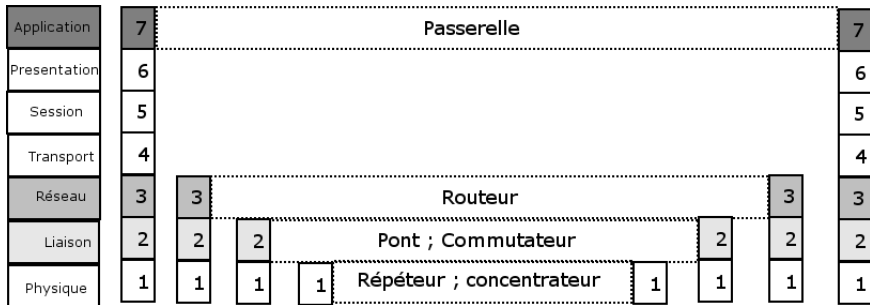 Application 7 Passerelle 7
Presentation 6 6
Session 5 5
Transport 4 4
Réseau 3 3 Routeur 3 3
Liaison 2 2 2 Pont ; Commutateur 2 2 2
Physique 1 1 1 1 Répéteur ; concentrateur 1 1 1 1